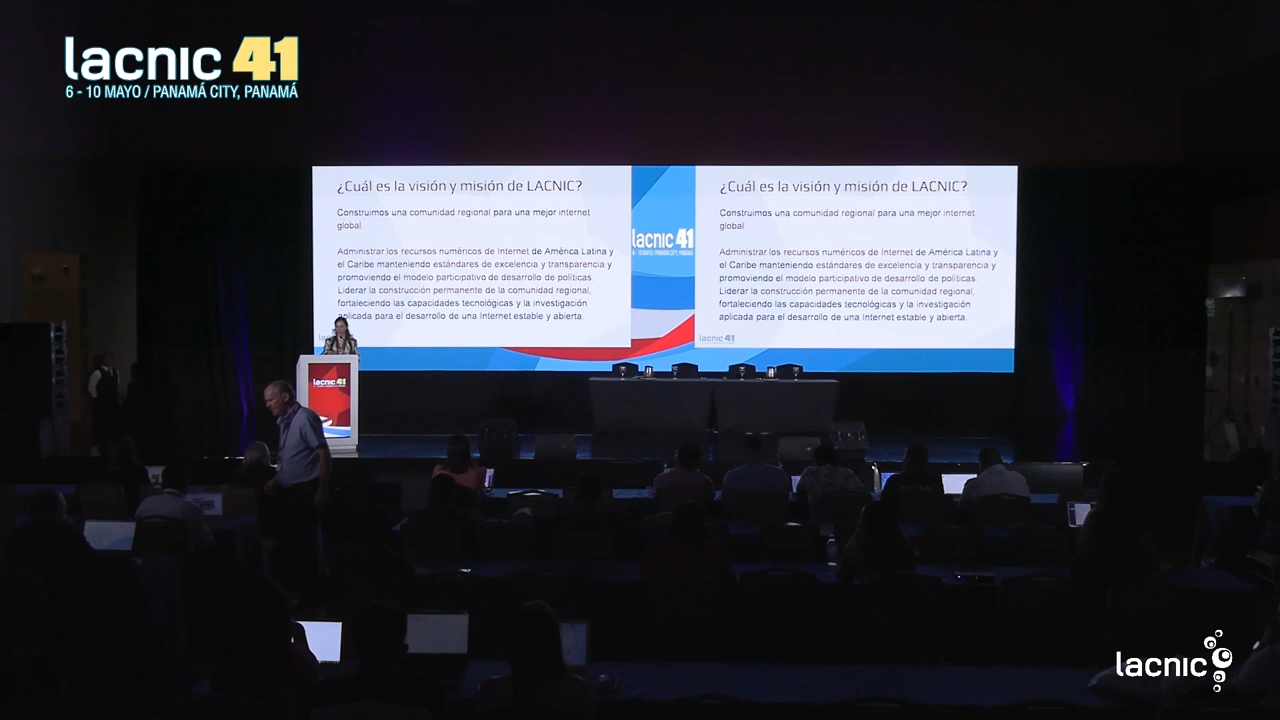 lacnic 41
6 - 10 MAYO / PANAMÁ CITY, PANAMÁ
¿Cuál es la visión y misión de LACNIC?
Construimos una comunidad regional para una mejor internet
global.
Administrar los recursos numéricos de Internet de América Latina y
el Caribe manteniendo estándares de excelencia y transparencia y
promoviendo el modelo participativo de desarrollo de políticas.
Liderar la construcción permanente de la comunidad regional,
fortaleciendo las capacidades tecnológicas y la investigación
aplicada para el desarrollo de una Internet estable y abierta.
lacnic 41
6 - 10 MAYO / PANAMÁ CITY, PANAMÁ
¿Cuál es la visión y misión de LACNIC?
Construimos una comunidad regional para una mejor internet
global.
Administrar los recursos numéricos de Internet de América Latina y
el Caribe manteniendo estándares de excelencia y transparencia y
promoviendo el modelo participativo de desarrollo de políticas.
Liderar la construcción permanente de la comunidad regional,
fortaleciendo las capacidades tecnológicas y la investigación
aplicada para el desarrollo de una Internet estable y abierta.
lacnic 41
lacnic 41
lacnic